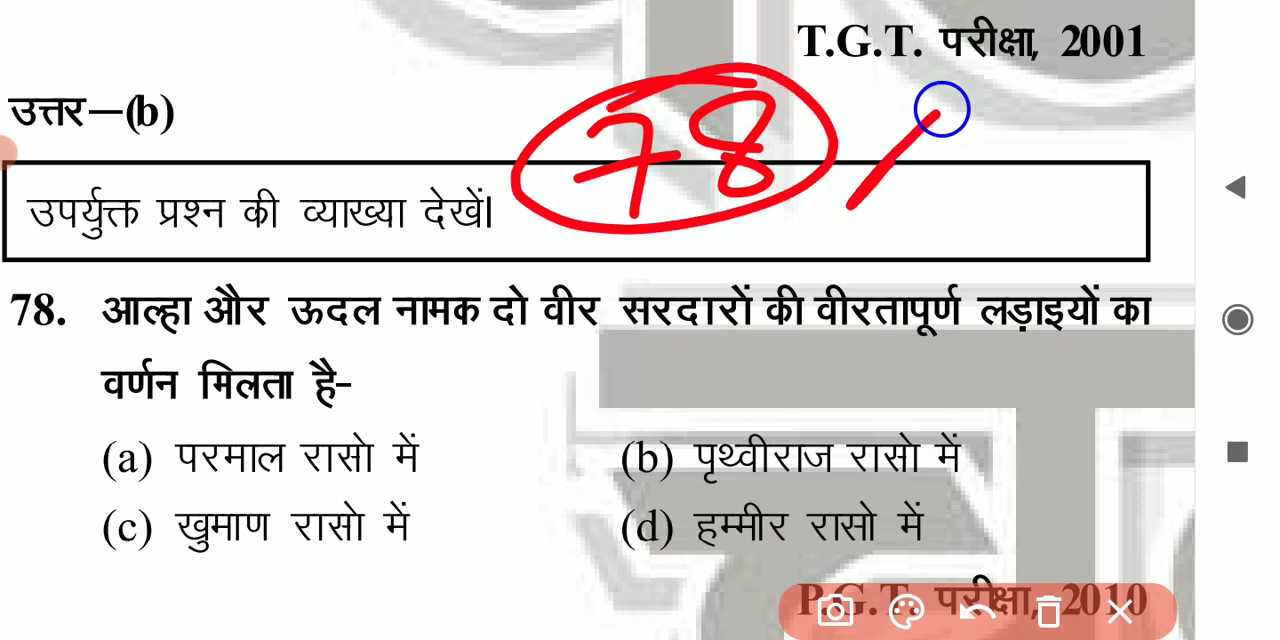 T.G.T. परीक्षा, 2001
उत्तर–(b)
78
उपर्युक्त प्रश्न की व्याख्या देखें।
78. आल्हा और ऊदल नामक दो वीर सरदारों की वीरतापूर्ण लड़ाइयों का
वर्णन मिलता है-
(a) परमाल रासो में (b) पृथ्वीराज रासो में
(c) खुमाण रासो में (d) हम्मीर रासो में
P.G.T. परीक्षा, 2010